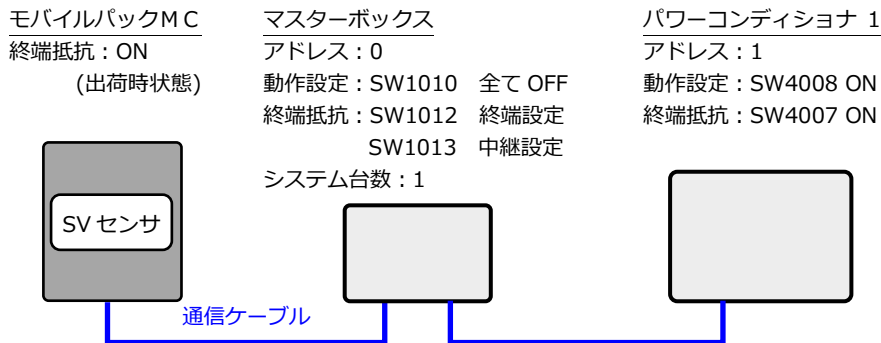 モバイルパックＭＣ
終端抵抗：ON
(出荷時状態)
マスターボックス
アドレス：0
動作設定：SW1010　全て OFF
終端抵抗：SW1012　終端設定
SW1013　中継設定
システム台数：1
パワーコンディショナ 1
アドレス：1
動作設定：SW4008 ON
終端抵抗：SW4007 ON
SV センサ
通信ケーブル